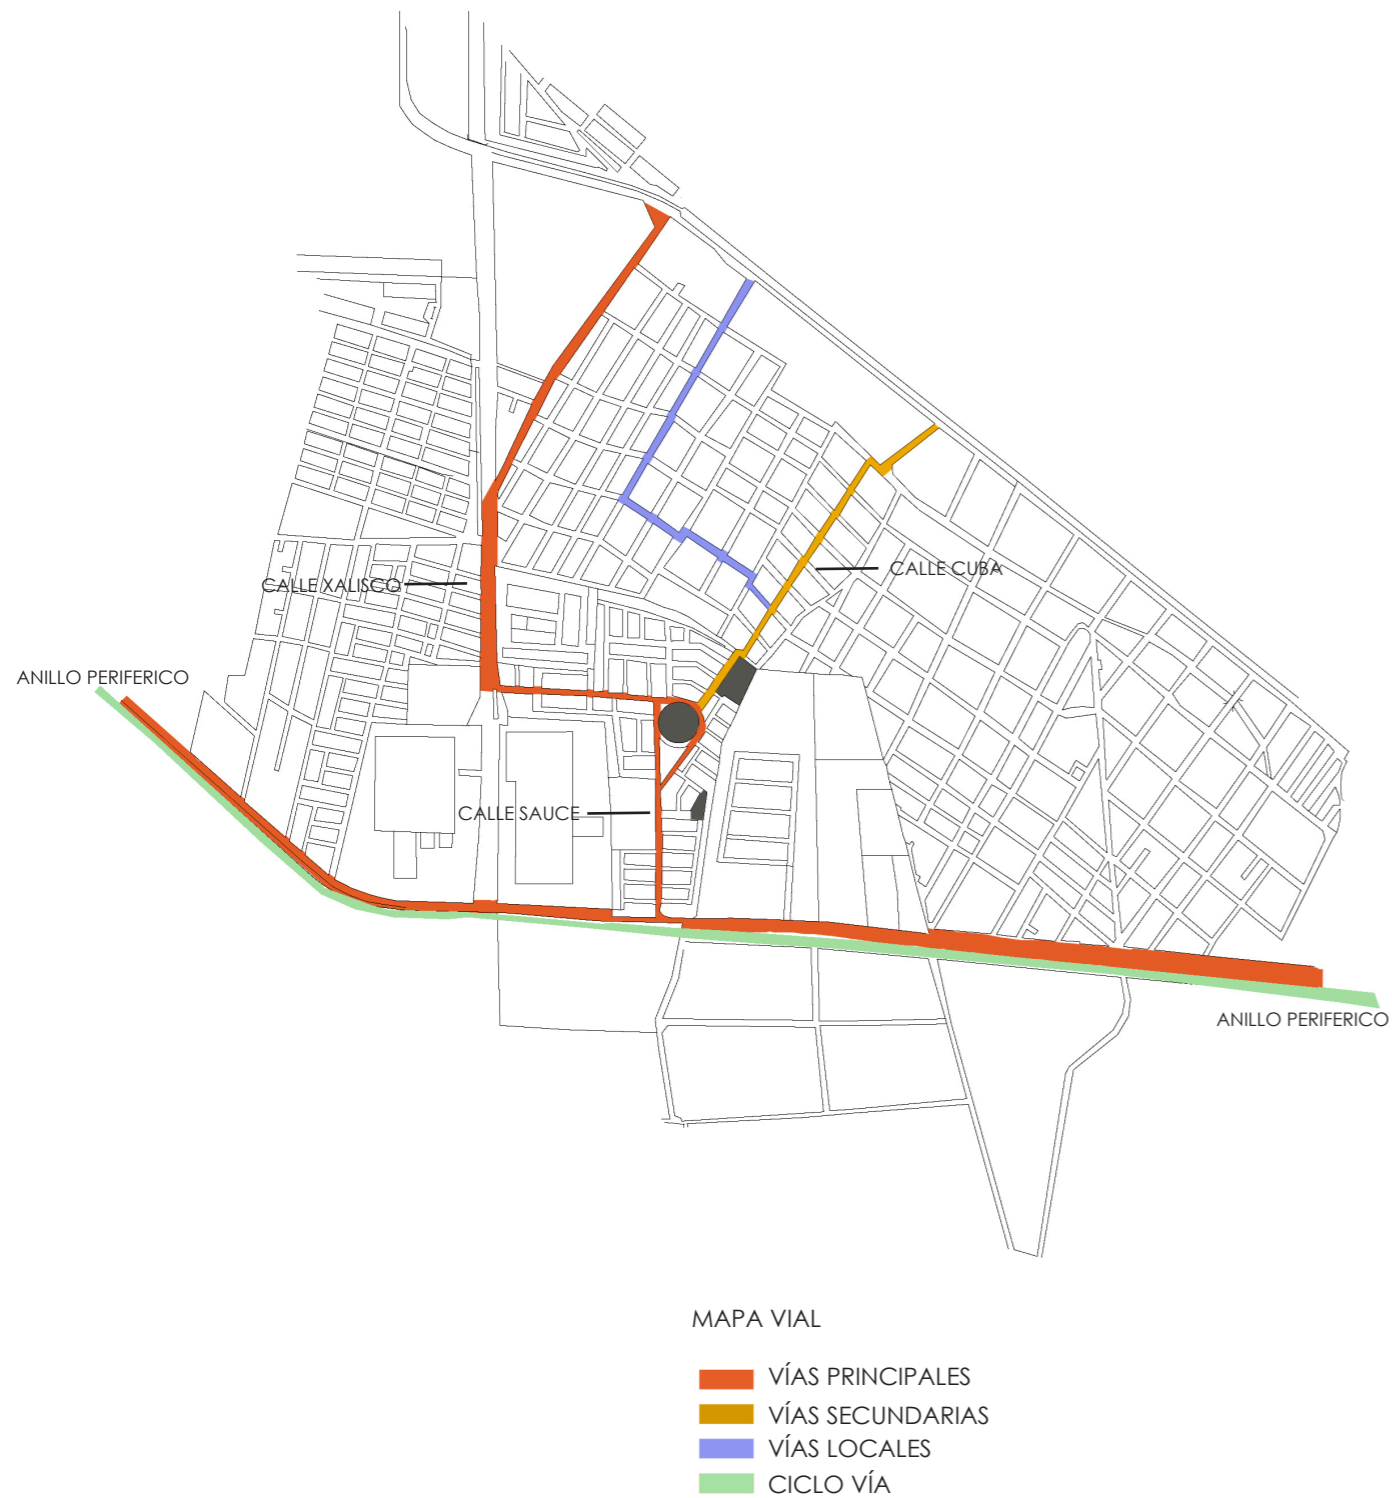 CALLE XALISCO
CALLE CUBA
ANILLO PERIFERICO
CALLE SAUCE
ANILLO PERIFERICO
MAPA VIAL
VÍAS PRINCIPALES
VÍAS SECUNDARIAS
VÍAS LOCALES
CICLO VÍA